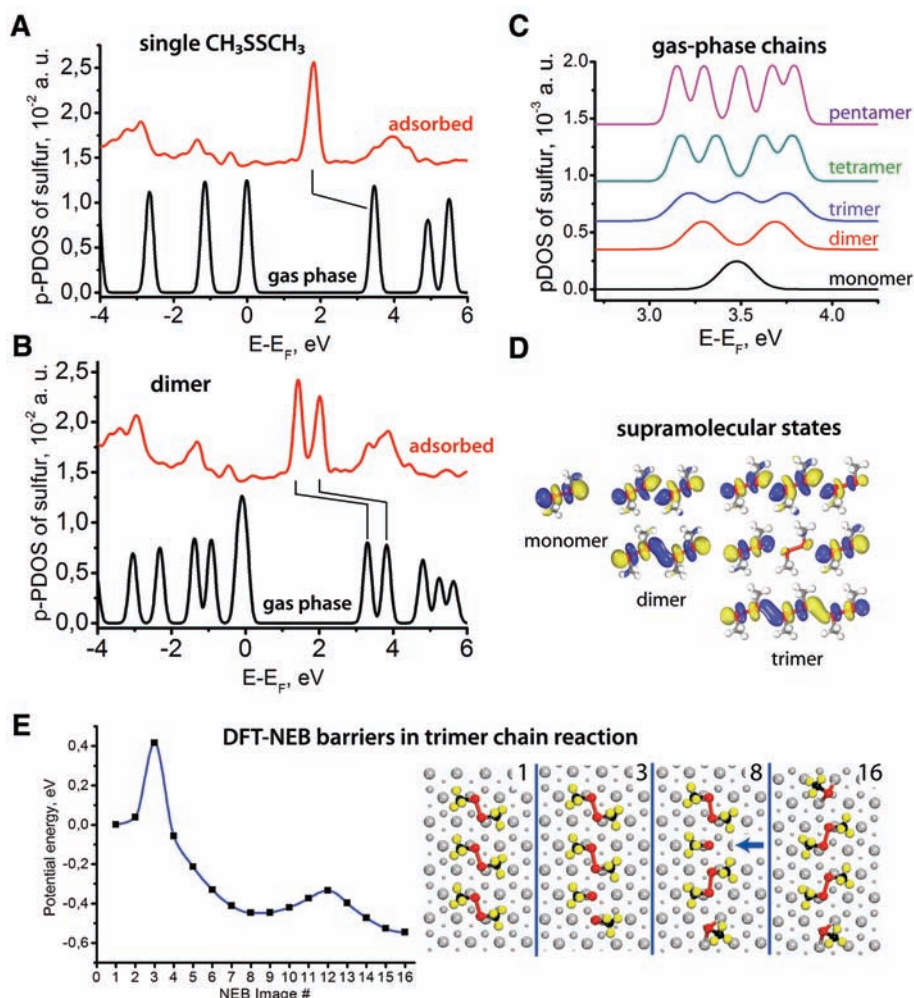 A
single CH₃SSCH₃
p-PDOS of sulfur, 10⁻² a. u.
2,5
2.0
1.5
1,0
0,5
0,0
adsorbed
gas phase
-4 -2 0 2 4 6
E-E_F, eV
B
dimer
p-PDOS of sulfur, 10⁻² a. u.
2,5
2.0
1.5
1,0
0,5
0,0
adsorbed
gas phase
-4 -2 0 2 4 6
E-E_F, eV
C
gas-phase chains
pDOS of sulfur, 10⁻³ a. u.
2.0
1.5
1.0
0.5
0.0
pentamer
tetramer
trimer
dimer
monomer
3.0 3.5 4.0
E-E_F, eV
D
supramolecular states
monomer
dimer
trimer
E
DFT-NEB barriers in trimer chain reaction
Potential energy, eV
0,4
0,2
0,0
-0,2
-0,4
-0,6
0 1 2 3 4 5 6 7 8 9 10 11 12 13 14 15 16
NEB Image #
1
3
8
16